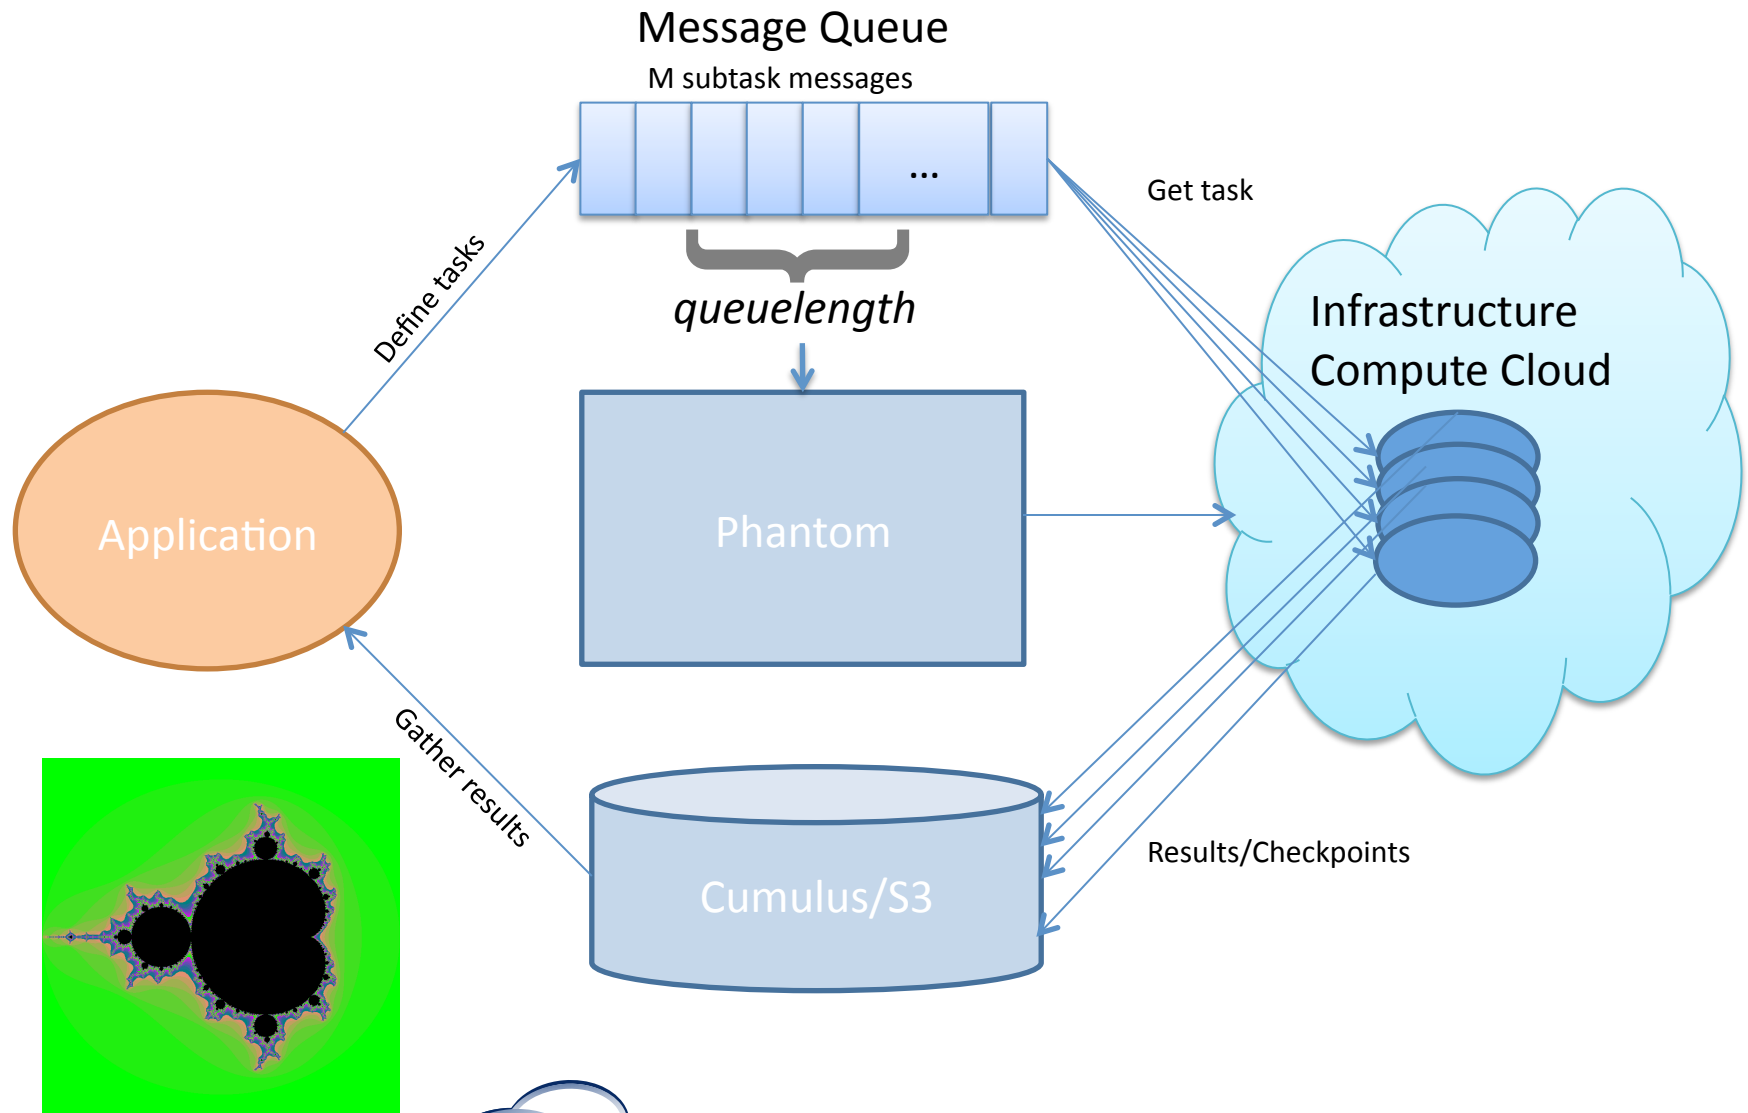 Message Queue
M subtask messages
...
Get task
Define tasks
queuelength
Infrastructure
Compute Cloud
Application
Phantom
Gather results
Cumulus/S3
Results/Checkpoints